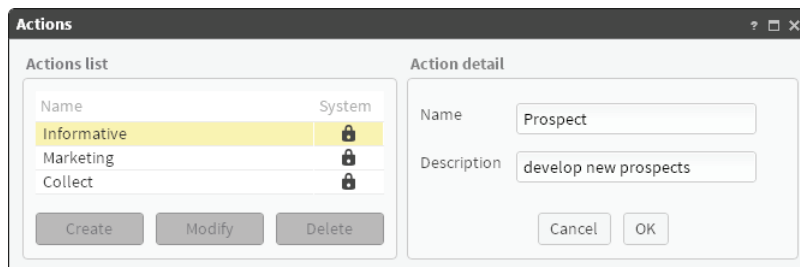 Actions
?
Actions list
Name System
Informative
Marketing
Collect
Create Modify Delete
Action detail
Name Prospect
Description develop new prospects
Cancel OK